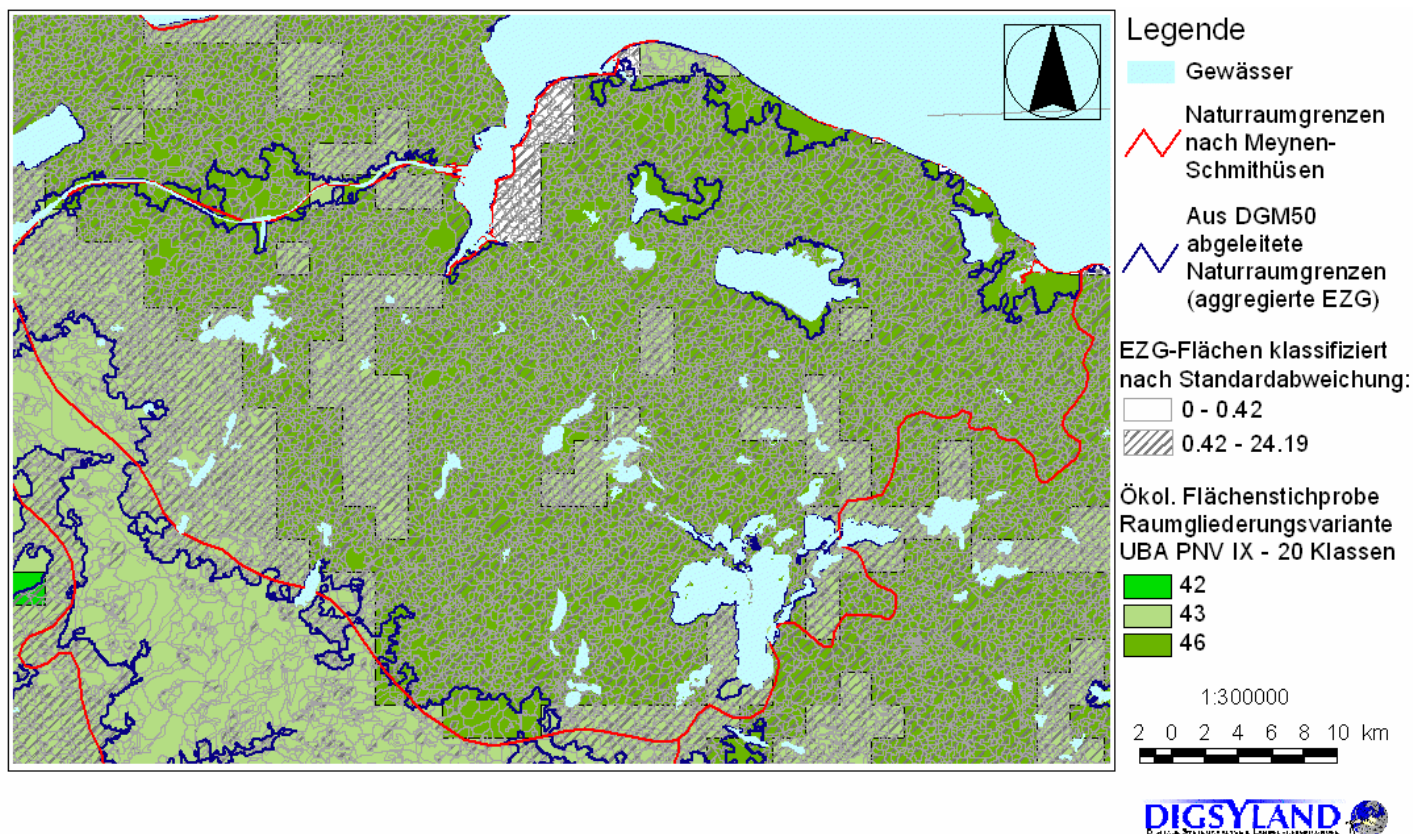 Legende
Gewässer
Naturraumgrenzen
nach Meynen-
Schmithüsen
Aus DGM50
abgeleitete
Naturraumgrenzen
(aggregierte EZG)
EZG-Flächen klassifiziert
nach Standardabweichung:
0 - 0.42
0.42 - 24.19
Ökol. Flächenstichprobe
Raumgliederungsvariante
UBA PNV IX - 20 Klassen
42
43
46
1:300000
2 0 2 4 6 8 10 km
DIGSYLAND